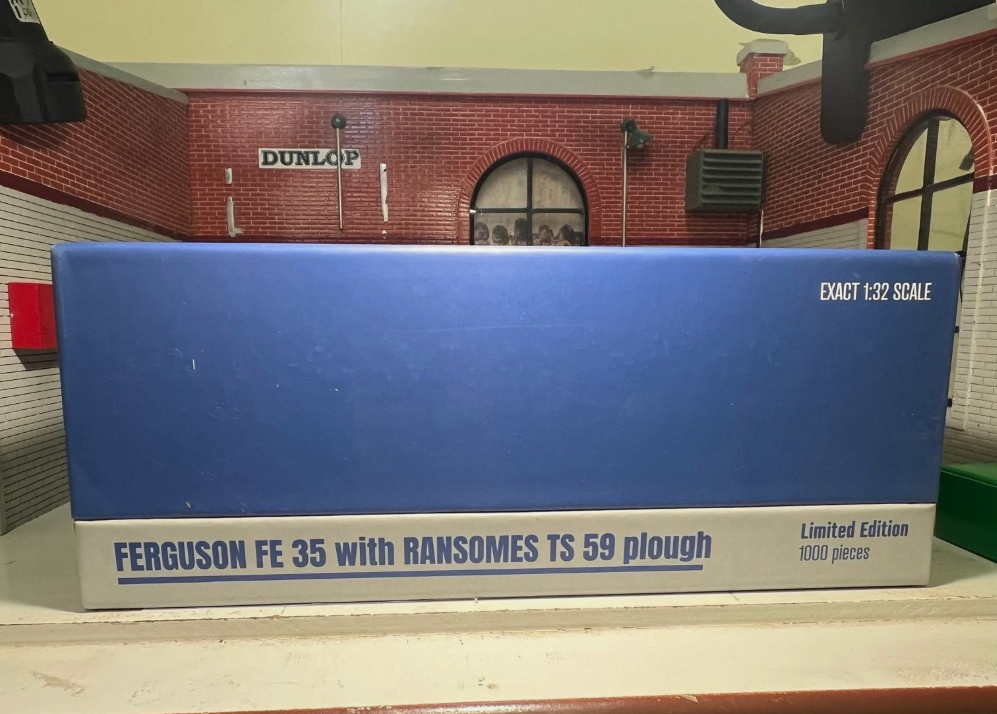 DUNLOP
EXACT 1:32 SCALE
FERGUSON FE 35 with RANSOMES TS 59 plough
Limited Edition
1000 pieces